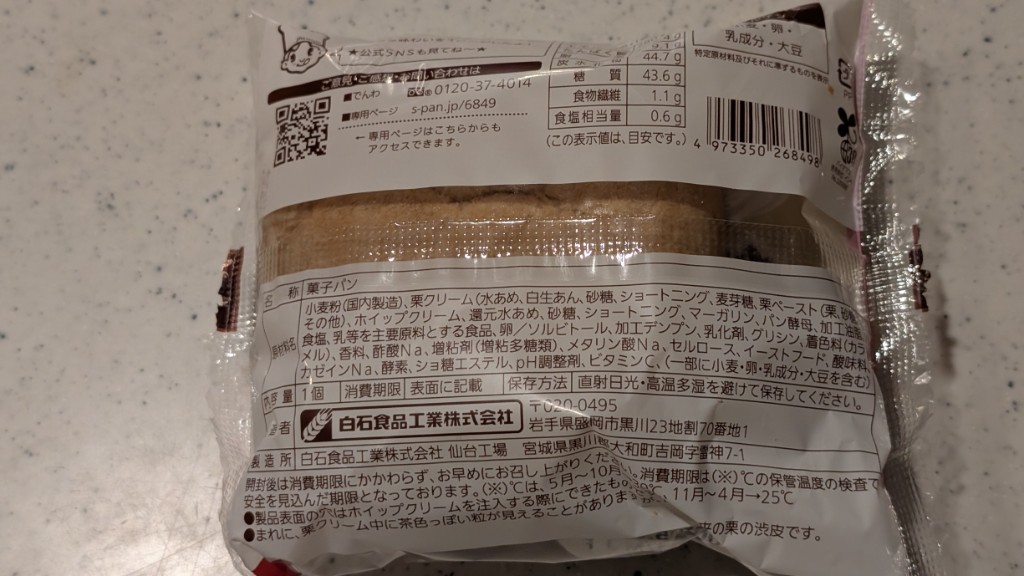 ★公式SNSも見てね～★
■でんわ 0120-37-4014
■専用ページ s-pan.jp/6849
← 専用ページはこちらからも
アクセスできます。
44.7g
糖質 43.6g
食物繊維 1.1g
食塩相当量 0.6g
(この表示値は、目安です。)
卵・
乳成分・大豆
特定原材料及びそれに準ずるものを
4 973350 268498
名称 菓子パン
小麦粉(国内製造)、栗クリーム(水あめ、白生あん、砂糖、ショートニング、麦芽糖、栗ペースト(栗、砂糖、
その他)、ホイップクリーム、還元水あめ、砂糖、ショートニング、マーガリン、パン酵母、加工油脂、
食塩、乳等を主要原料とする食品、卵／ソルビトール、加工デンプン、乳化剤、グリシン、着色料(カラ
メル)、香料、酢酸Na、増粘剤(増粘多糖類)、メタリン酸Na、セルロース、イーストフード、酸味料、
カゼインNa、酵素、ショ糖エステル、pH調整剤、ビタミンC、(一部に小麦・卵・乳成分・大豆を含む)
原材料名
内容量 1個 消費期限 表面に記載 保存方法 直射日光・高温多湿を避けて保存してください。
者 白石食品工業株式会社 〒020-0495
岩手県盛岡市黒川23地割70番地1
製造所 白石食品工業株式会社 仙台工場 宮城県黒川郡大和町吉岡字雷神7-1
開封後は消費期限にかかわらず、お早めにお召し上がりくだ 消費期限は(※)℃の保管温度の検査で
安全を見込んだ期限となっております。(※)℃は、5月～10月 11月～4月→25℃
●製品表面の穴はホイップクリームを注入する際にできたもの
●まれに、栗クリーム中に茶色っぽい粒が見えることがありま 来の栗の渋皮です。